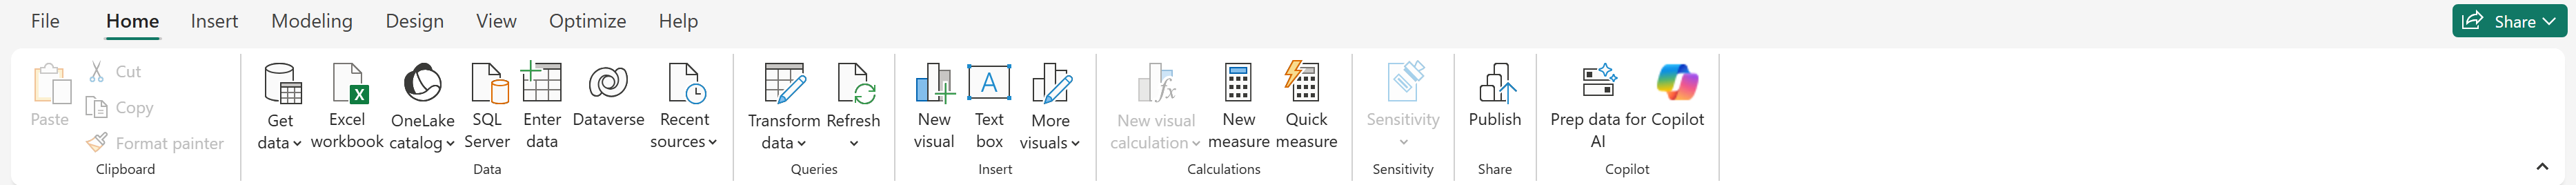 File Home Insert Modeling Design View Optimize Help Share
Paste
Cut
Copy
Format painter
Clipboard
Get
data
Excel
workbook
OneLake
catalog
SQL
Server
Enter
data
Dataverse
Recent
sources
Data
Transform
data
Refresh
Queries
New
visual
Text
box
More
visuals
Insert
New visual
calculation
New
measure
Quick
measure
Calculations
Sensitivity
Sensitivity
Publish
Share
Prep data for
AI
Copilot
Copilot